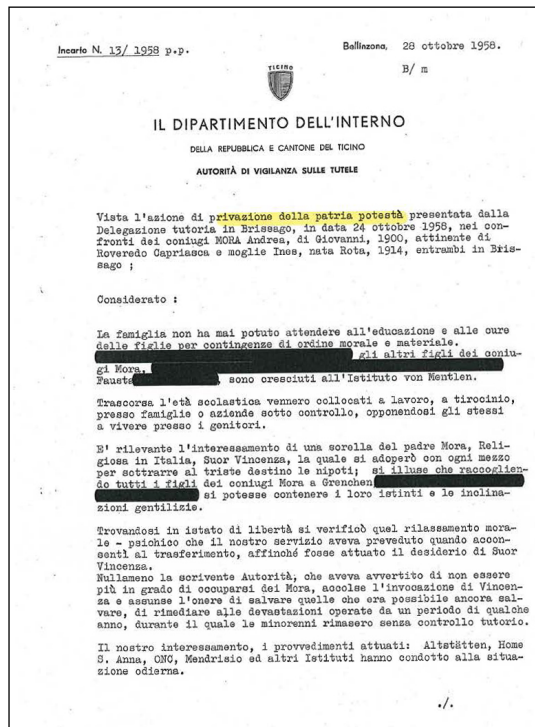 Incarto N. 13/ 1958 p.p.
Bellinzona, 28 ottobre 1958.
B/ m
TICINO
IL DIPARTIMENTO DELL'INTERNO
DELLA REPUBBLICA E CANTONE DEL TICINO
AUTORITÀ DI VIGILANZA SULLE TUTELE
Vista l'azione di privazione della patria potestà presentata dalla
Delegazione tutoria in Brissago, in data 24 ottobre 1958, nei con-
fronti dei coniugi MORA Andrea, di Giovanni, 1900, attinente di
Roveredo Capriasca e moglie Ines, nata Rota, 1914, entrambi in Bris-
sago ;
Considerato :
La famiglia non ha mai potuto attendere all'educazione e alle cure
delle figlie per contingenze di ordine morale e materiale.
gli altri figli dei coniu-
gi Mora,
Fausta , sono cresciuti all'Istituto von Mentlen.
Trascorsa l'età scolastica vennero collocati a lavoro, a tirocinio,
presso famiglie o aziende sotto controllo, opponendosi gli stessi
a vivere presso i genitori.
E' rilevante l'interessamento di una sorella del padre Mora, Reli-
giosa in Italia, Suor Vincenza, la quale si adoperò con ogni mezzo
per sottrarre al triste destino le nipoti; si illuse che raccoglien-
do tutti i figli dei coniugi Mora a Grenchen
si potesse contenere i loro istinti e le inclina-
zioni gentilizie.
Trovandosi in istato di libertà si verificò quel rilassamento mora-
le - psichico che il nostro servizio aveva preveduto quando accon-
sentì al trasferimento, affinché fosse attuato il desiderio di Suor
Vincenza.
Nullameno la scrivente Autorità, che aveva avvertito di non essere
più in grado di occuparsi dei Mora, accolse l'invocazione di Vincen-
za e assunse l'onere di salvare quelle che era possibile ancora sal-
vare, di rimediare alle devastazioni operate da un periodo di qualche
anno, durante il quale le minorenni rimasero senza controllo tutorio.
Il nostro interessamento, i provvedimenti attuati: Altstätten, Home
S. Anna, ONC, Mendrisio ed altri Istituti hanno condotto alla situa-
zione odierna.
./.